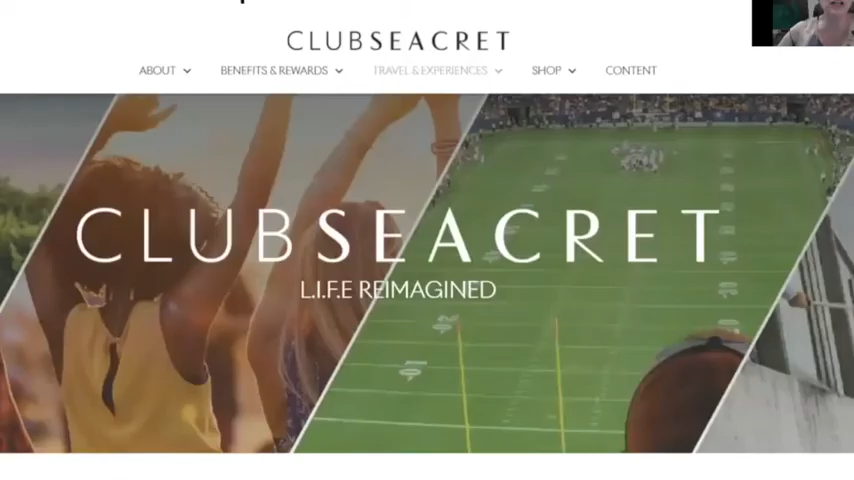 CLUBSEACRET
ABOUT BENEFITS & REWARDS TRAVEL & EXPERIENCES SHOP CONTENT
CLUBSEACRET
L.I.F.E REIMAGINED